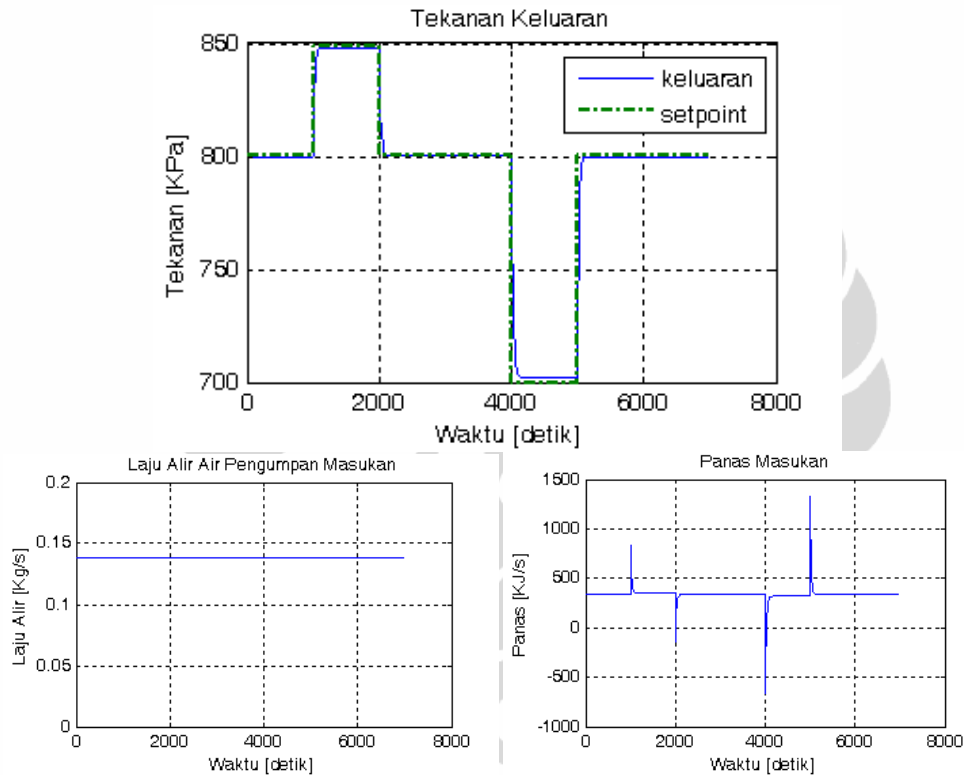 Tekanan Keluaran
850
800
750
700
Tekanan [KPa]
keluaran
setpoint
0
2000
4000
6000
8000
Waktu [detik]
Laju Alir Air Pengumpan Masukan
0.2
0.15
0.1
0.05
0
Laju Alir [Kg/s]
0
2000
4000
6000
8000
Waktu [detik]
Panas Masukan
1500
1000
500
0
-500
-1000
Panas [KJ/s]
0
2000
4000
6000
8000
Waktu [detik]